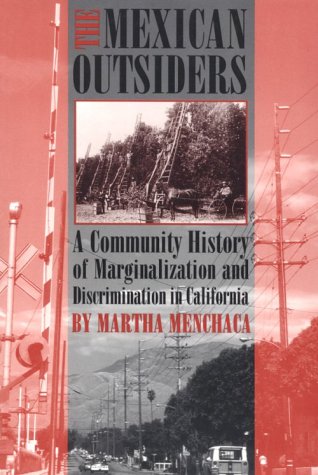 THE MEXICAN
OUTSIDERS
A Community History
of Marginalization and
Discrimination in California
BY MARTHA MENCHACA